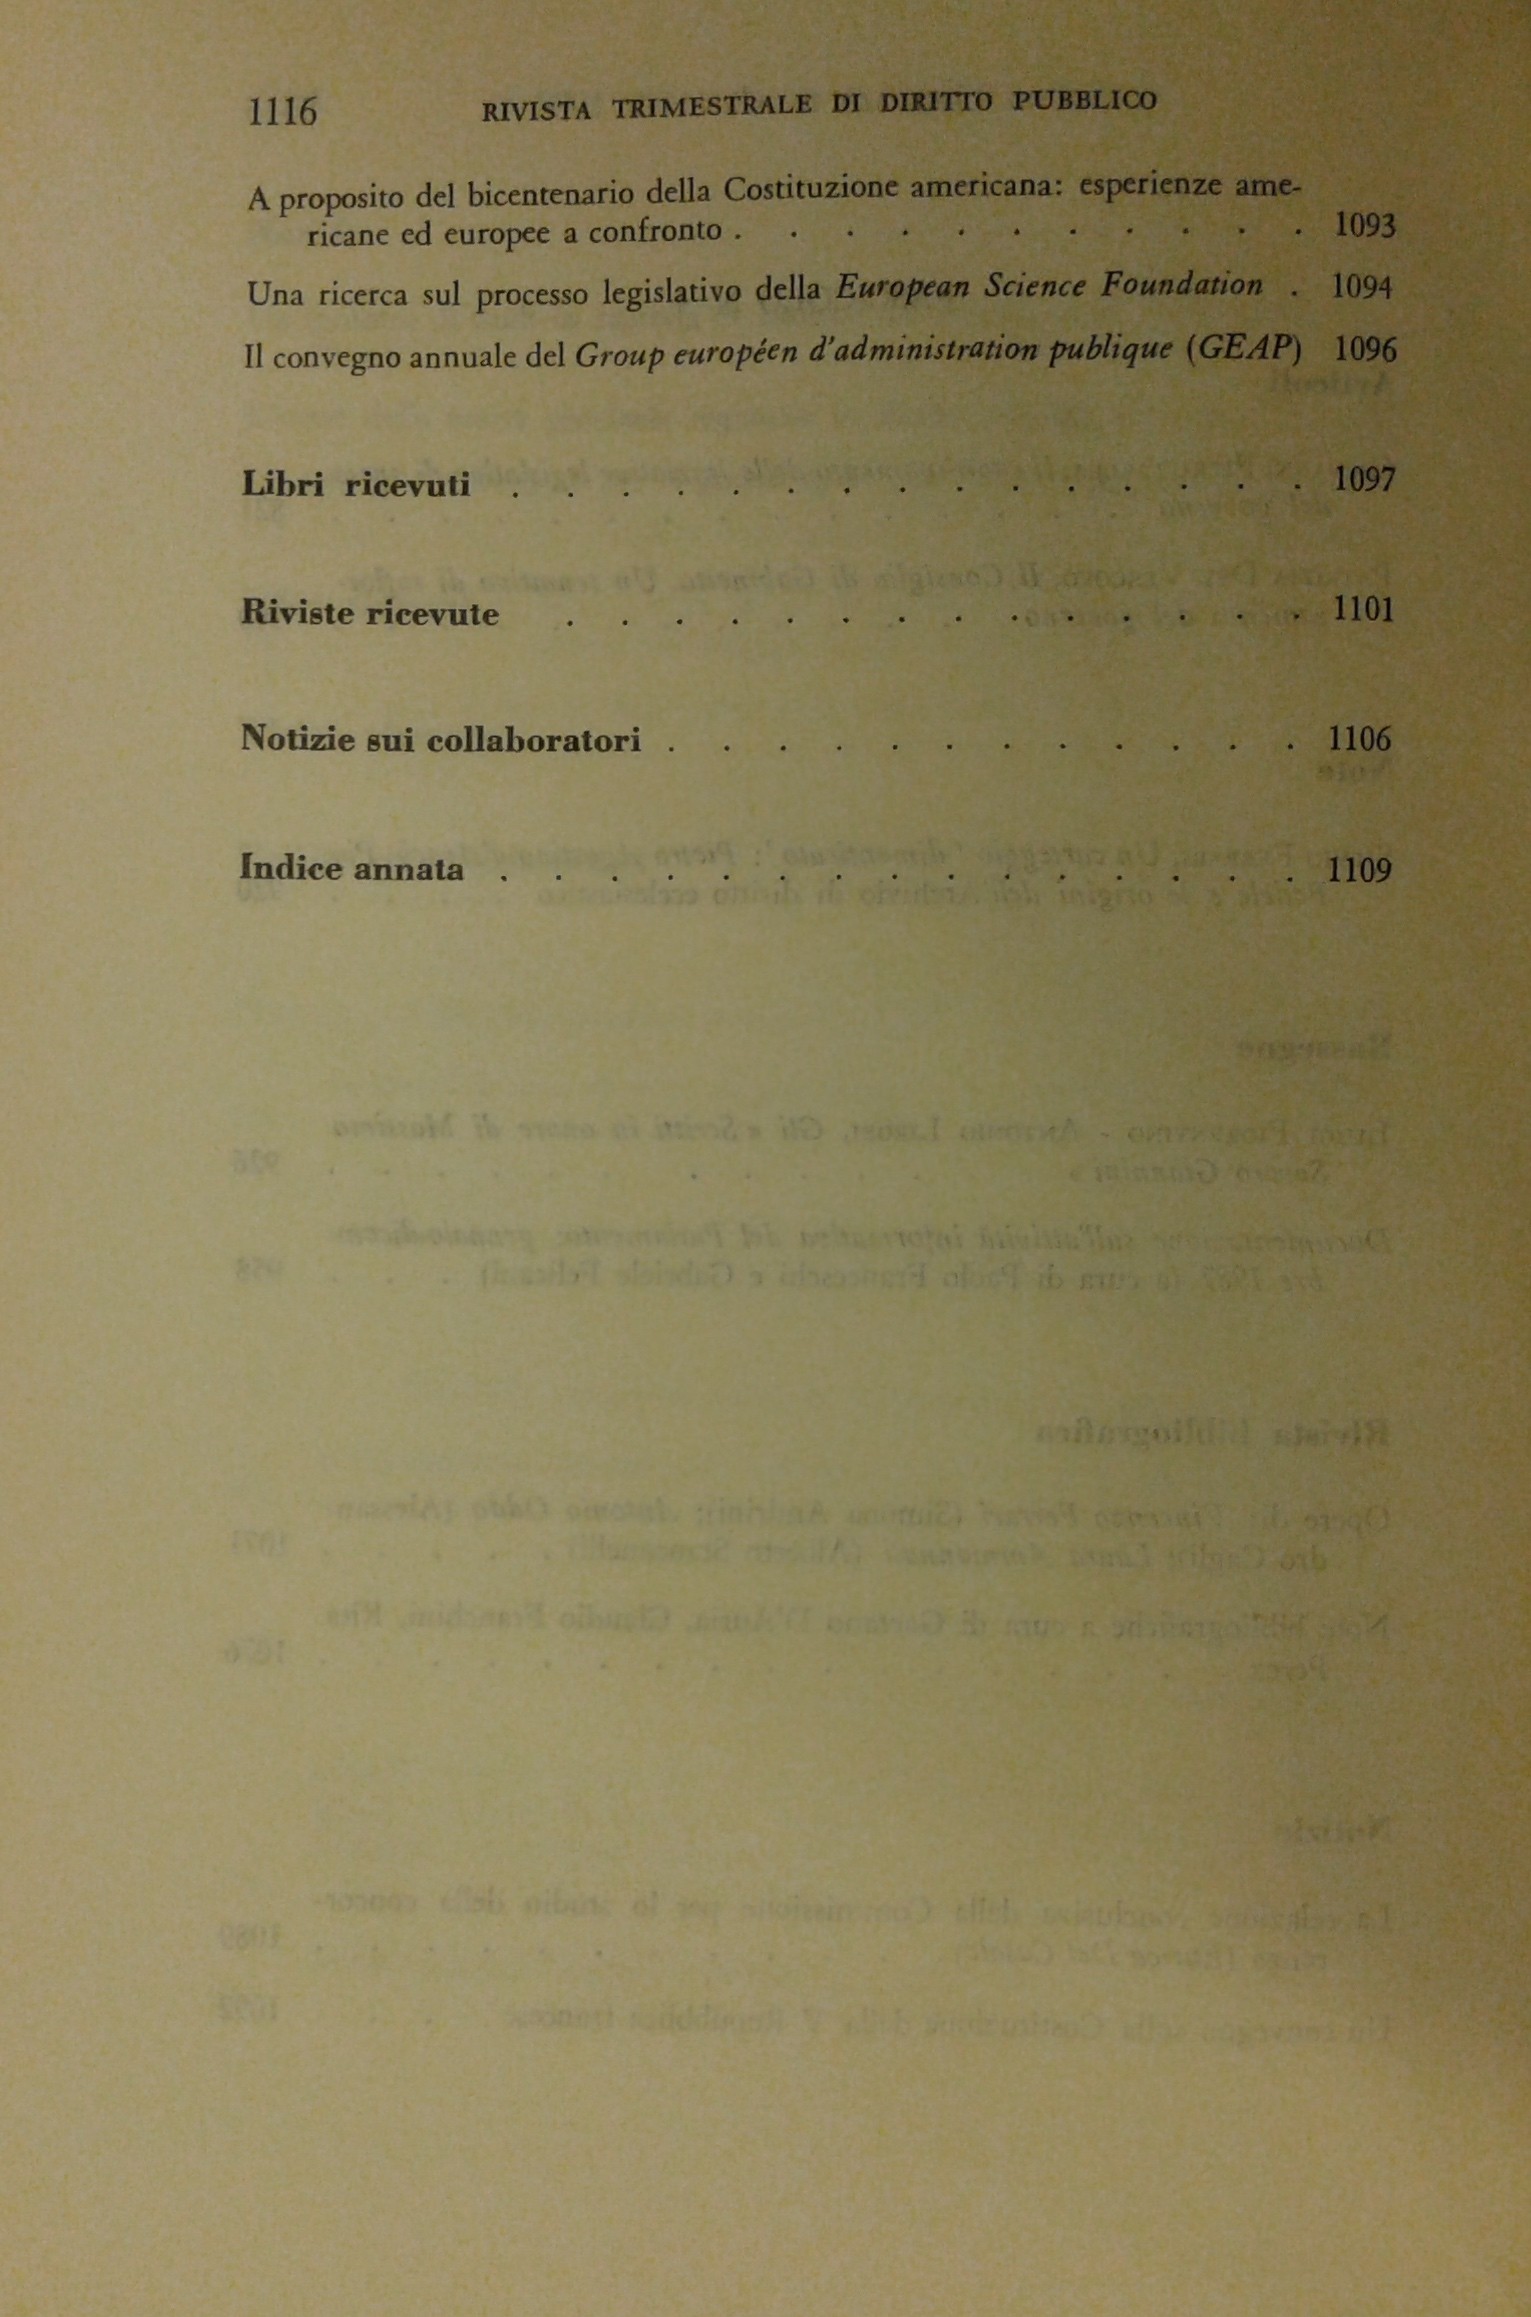 1116 RIVISTA TRIMESTRALE DI DIRITTO PUBBLICO
A proposito del bicentenario della Costituzione americana: esperienze ame-
ricane ed europee a confronto . . . . . . . . . . . 1093
Una ricerca sul processo legislativo della European Science Foundation . 1094
Il convegno annuale del Group européen d'administration publique (GEAP) 1096
Libri ricevuti . . . . . . . . . . . . . . . 1097
Riviste ricevute . . . . . . . . . . . . . . 1101
Notizie sui collaboratori . . . . . . . . . . . . 1106
Indice annata . . . . . . . . . . . . . . . 1109